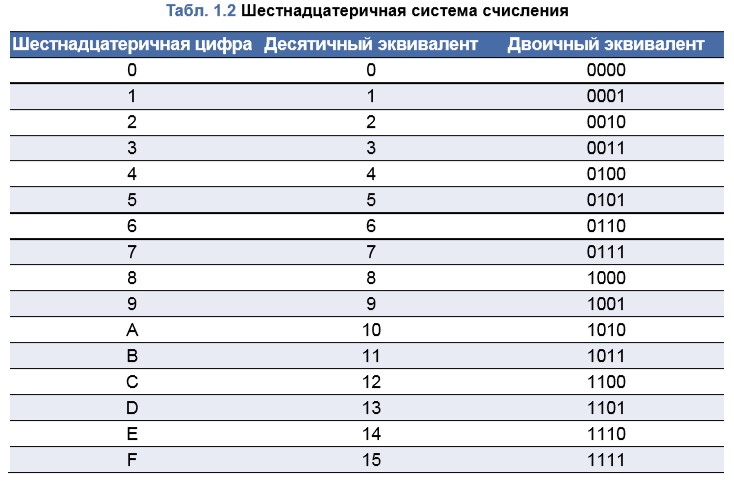 Табл. 1.2 Шестнадцатеричная система счисления
Шестнадцатеричная цифра Десятичный эквивалент Двоичный эквивалент
0 0 0000
1 1 0001
2 2 0010
3 3 0011
4 4 0100
5 5 0101
6 6 0110
7 7 0111
8 8 1000
9 9 1001
A 10 1010
B 11 1011
C 12 1100
D 13 1101
E 14 1110
F 15 1111